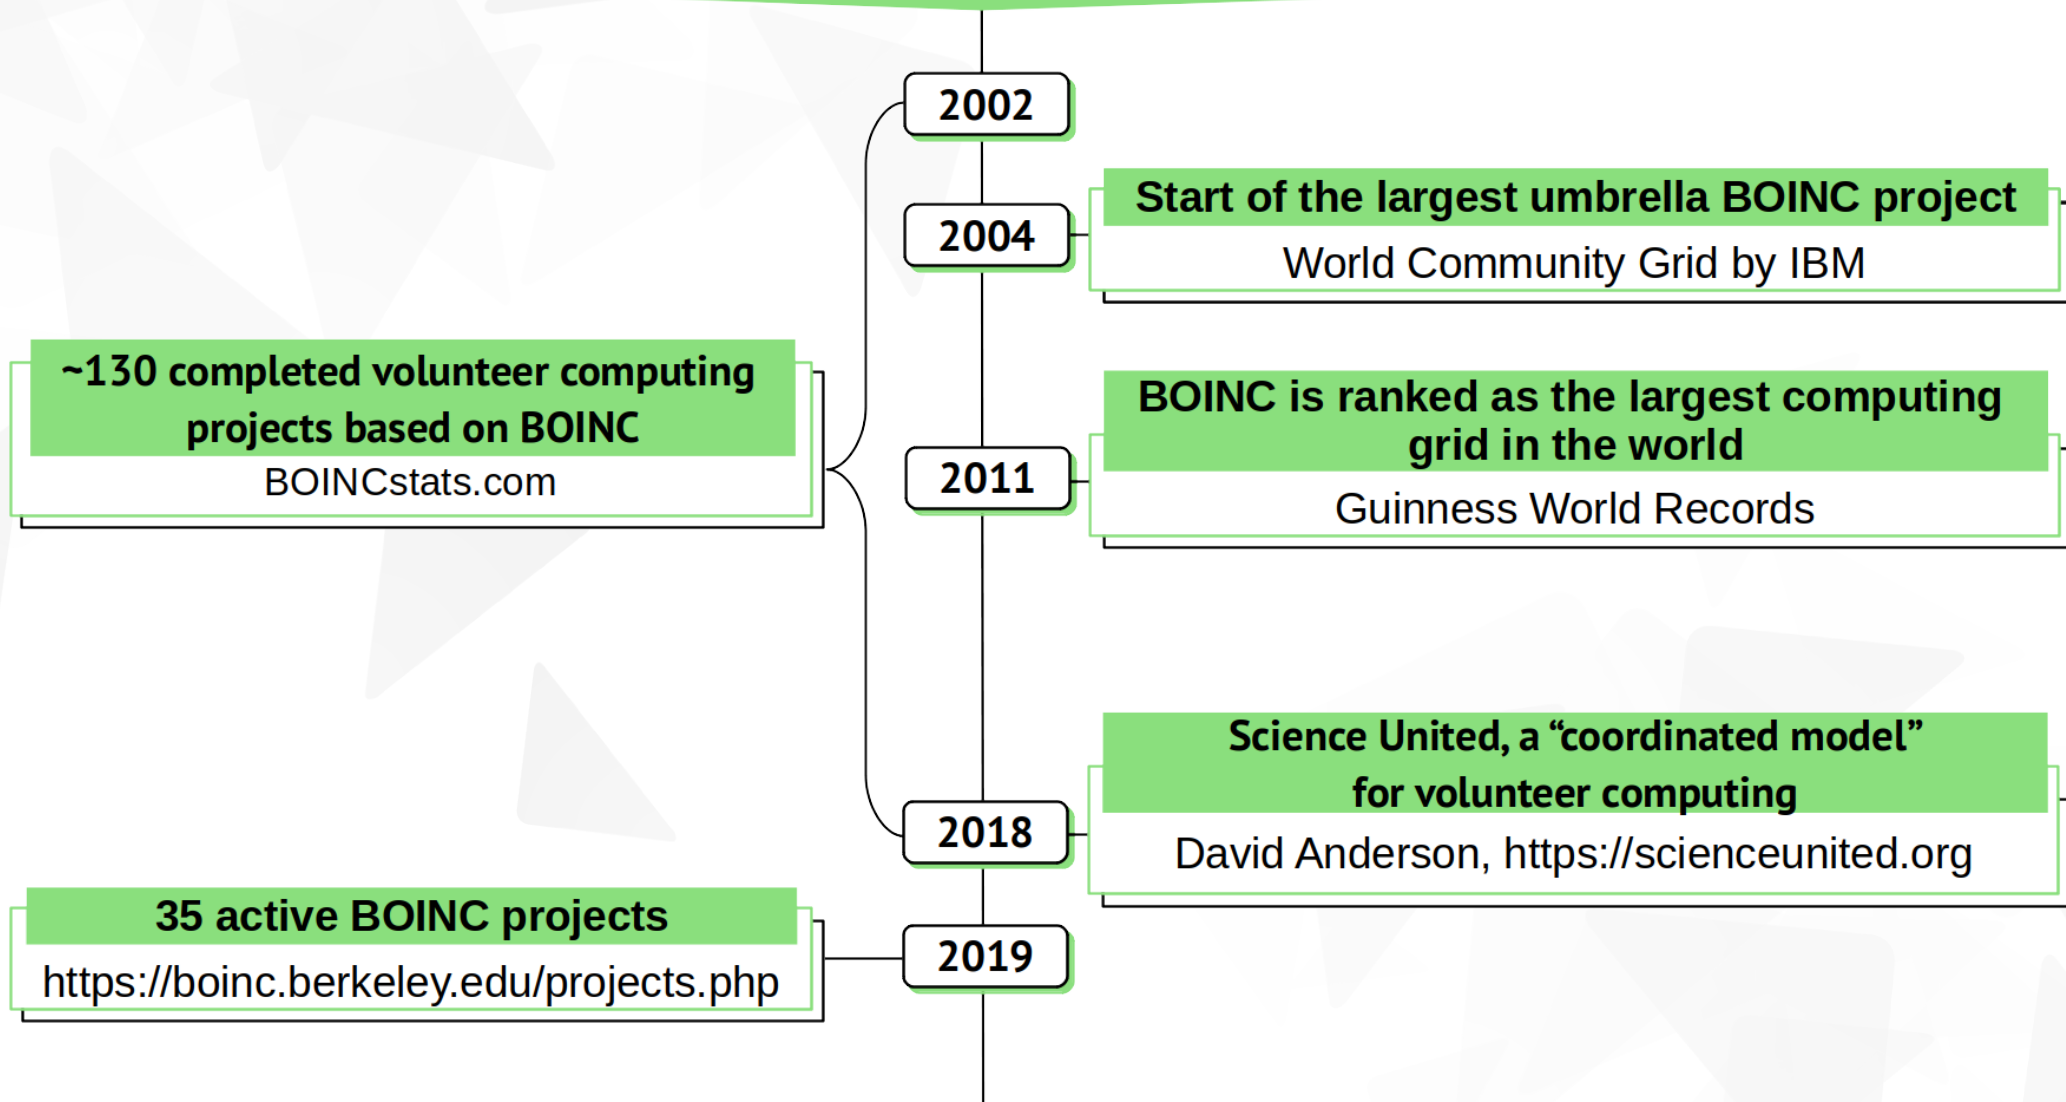 2002
2004
Start of the largest umbrella BOINC project
World Community Grid by IBM
~130 completed volunteer computing
projects based on BOINC
BOINCstats.com
2011
BOINC is ranked as the largest computing
grid in the world
Guinness World Records
2018
Science United, a “coordinated model”
for volunteer computing
David Anderson, https://scienceunited.org
35 active BOINC projects
https://boinc.berkeley.edu/projects.php
2019